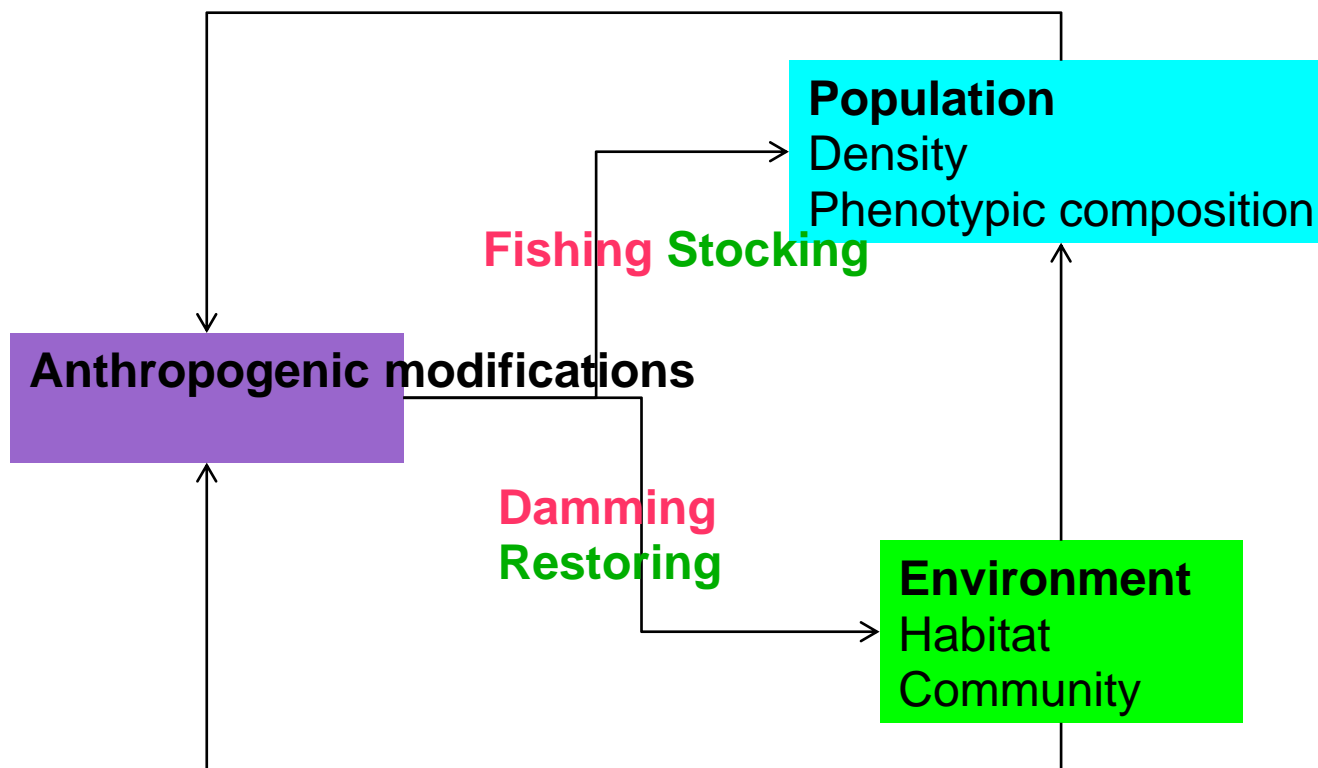 Population
Density
Phenotypic composition
Fishing Stocking
Anthropogenic modifications
Damming
Restoring
Environment
Habitat
Community